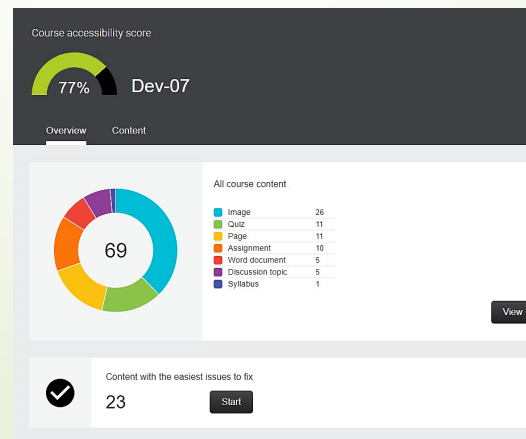 Course accessibility score
77% Dev-07
Overview Content
All course content
69
Image 26
Quiz 11
Page 11
Assignment 10
Word document 5
Discussion topic 5
Syllabus 1
View
Content with the easiest issues to fix
23 Start